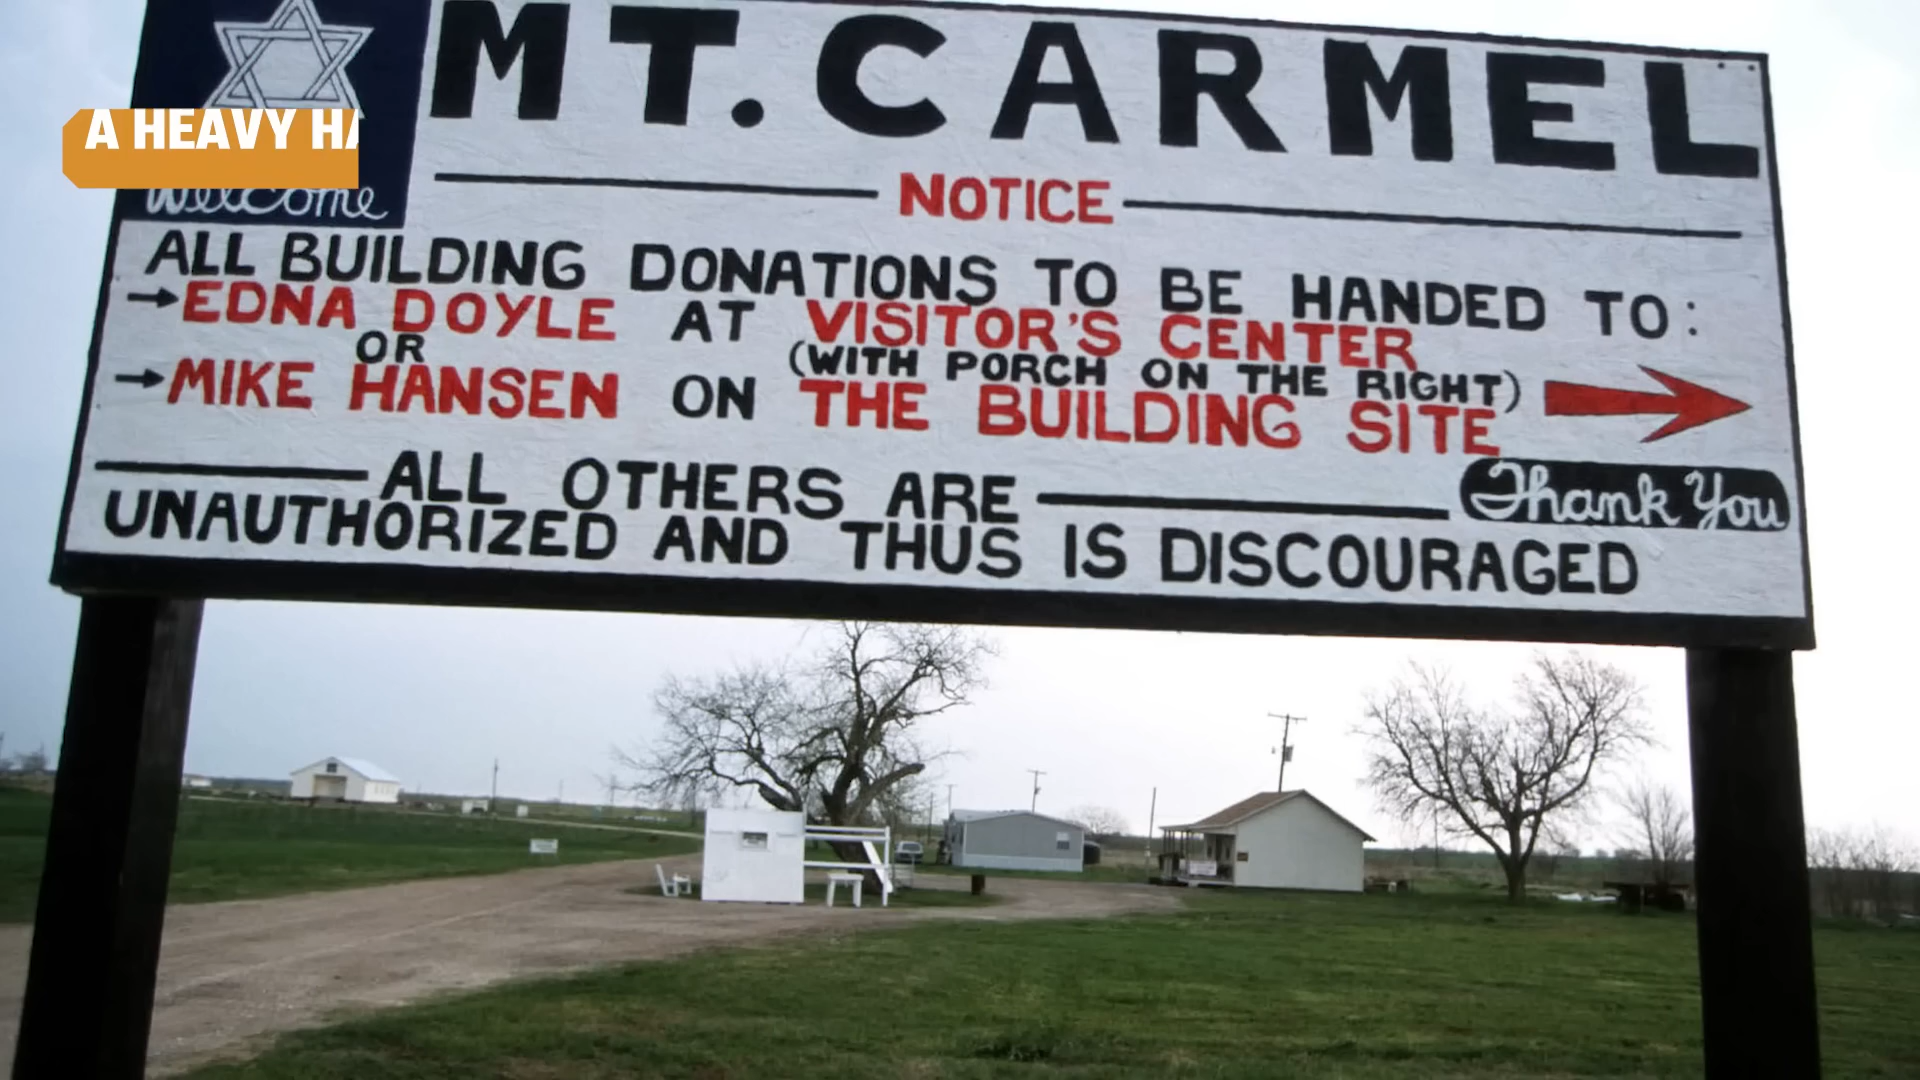 MT. CARMEL
A HEAVY
Welcome
NOTICE
ALL BUILDING DONATIONS TO BE HANDED TO:
→EDNA DOYLE AT VISITOR'S CENTER
OR (WITH PORCH ON THE RIGHT)
→MIKE HANSEN ON THE BUILDING SITE
ALL OTHERS ARE
Thank You
UNAUTHORIZED AND THUS IS DISCOURAGED